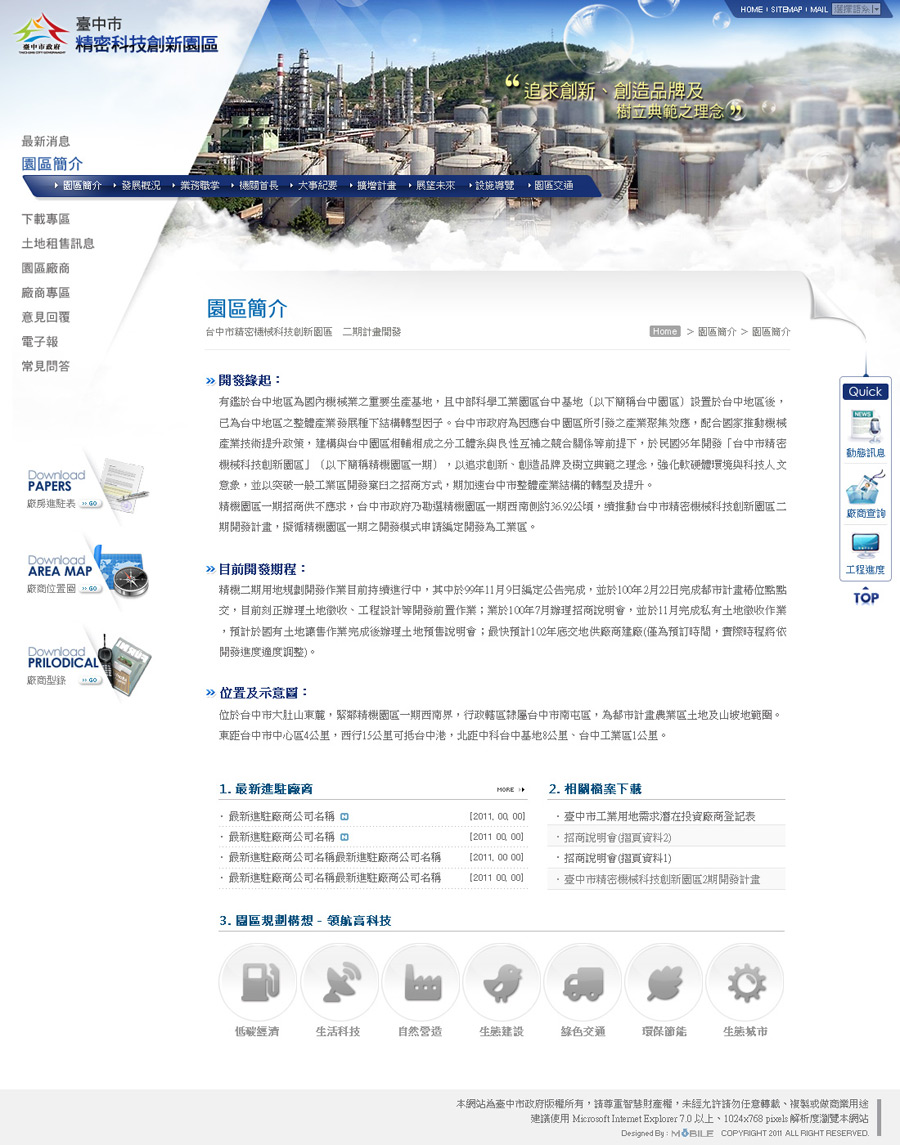 HOME | SITEMAP | MAIL 選擇語系
臺中市
精密科技創新園區
臺中市政府
“追求創新、創造品牌及
樹立典範之理念”
最新消息
園區簡介
園區簡介 發展概況 業務職掌 機關首長 大事紀要 擴增計畫 展望未來 設施導覽 園區交通
下載專區
土地租售訊息
園區廠商
廠商專區
意見回覆
電子報
常見問答
園區簡介
台中市精密機械科技創新園區 二期計畫開發
Home > 園區簡介 > 園區簡介
開發緣起：
有鑑於台中地區為國內機械業之重要生產基地，且中部科學工業園區台中基地〔以下簡稱台中園區〕設置於台中地區後，
已為台中地區之整體產業發展種下結構轉型因子。台中市政府為因應台中園區所引發之產業聚集效應，配合國家推動機械
產業技術提升政策，建構與台中園區相輔相成之分工體系與良性互補之競合關係等前提下，於民國95年開發「台中市精密
機械科技創新園區」〔以下簡稱精機園區一期〕，以追求創新、創造品牌及樹立典範之理念，強化軟硬體環境與科技人文
意象，並以突破一般工業區開發窠臼之招商方式，期加速台中市整體產業結構的轉型及提升。
精機園區一期招商供不應求，台中市政府乃勘選精機園區一期西南側約36.92公頃，續推動台中市精密機械科技創新園區二
期開發計畫，擬循精機園區一期之開發模式申請編定開發為工業區。
目前開發期程：
精機二期用地規劃開發作業目前持續進行中，其中於99年11月9日編定公告完成，並於100年2月22日完成都市計畫樁位點點
交，目前刻正辦理土地徵收、工程設計等開發前置作業；業於100年7月辦理招商說明會，並於11月完成私有土地徵收作業
，預計於國有土地讓售作業完成後辦理土地預售說明會；最快預計102年底交地供廠商建廠(僅為預訂時間，實際時程將依
開發進度適度調整)。
位置及示意圖：
位於台中市大肚山東麓，緊鄰精機園區一期西南界，行政轄區隸屬台中市南屯區，為都市計畫農業區土地及山坡地範圍。
東距台中市中心區4公里，西行15公里可抵台中港，北距中科台中基地8公里、台中工業區1公里。
Download
PAPERS
廠房進駐表 GO
Download
AREA MAP
廠商位置圖 GO
Download
PRILODICAL
廠商型錄 GO
Quick
NEWS
動態訊息
廠商查詢
工程進度
TOP
1. 最新進駐廠商 MORE
· 最新進駐廠商公司名稱 [2011, 00, 00]
· 最新進駐廠商公司名稱 [2011 00, 00]
· 最新進駐廠商公司名稱最新進駐廠商公司名稱 [2011, 00 00]
· 最新進駐廠商公司名稱最新進駐廠商公司名稱 [2011 00, 00]
2. 相關檔案下載
· 臺中市工業用地需求潛在投資廠商登記表
· 招商說明會(摺頁資料2)
· 招商說明會(摺頁資料1)
· 臺中市精密機械科技創新園區2期開發計畫
3. 園區規劃構想 - 領航高科技
低碳經濟 生活科技 自然營造 生態建設 綠色交通 環保節能 生態城市
本網站為臺中市政府版權所有，請尊重智慧財產權，未經允許請勿任意轉載、複製或做商業用途
建議使用 Microsoft Internet Explorer 7.0 以上、1024x768 pixels 解析度瀏覽本網站
Designed By : MOBILE COPYRIGHT 2011 ALL RIGHT RESERVED.